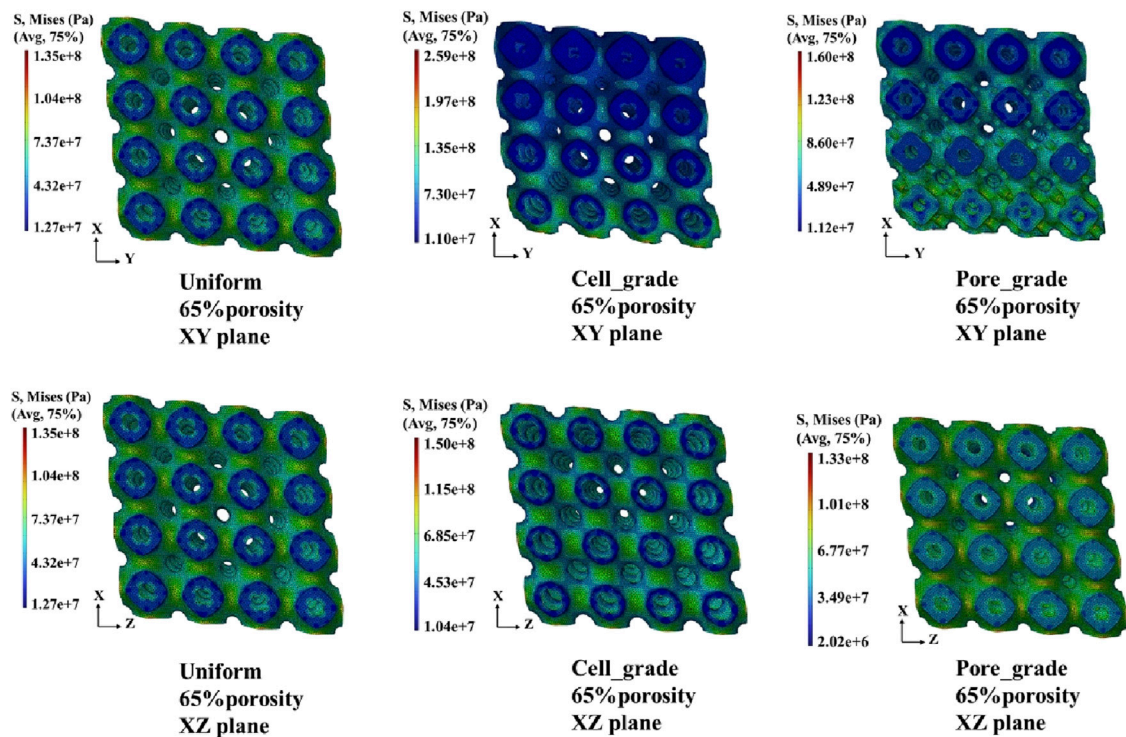 S, Mises (Pa)
(Avg, 75%)
1.35e+8
1.04e+8
7.37e+7
4.32e+7
1.27e+7
X
Y
Uniform
65%porosity
XY plane
S, Mises (Pa)
(Avg, 75%)
2.59e+8
1.97e+8
1.35e+8
7.30e+7
1.10e+7
X
Y
Cell_grade
65%porosity
XY plane
S, Mises (Pa)
(Avg, 75%)
1.60e+8
1.23e+8
8.60e+7
4.89e+7
1.12e+7
X
Y
Pore_grade
65%porosity
XY plane
S, Mises (Pa)
(Avg, 75%)
1.35e+8
1.04e+8
7.37e+7
4.32e+7
1.27e+7
X
Z
Uniform
65%porosity
XZ plane
S, Mises (Pa)
(Avg, 75%)
1.50e+8
1.15e+8
6.85e+7
4.53e+7
1.04e+7
X
Z
Cell_grade
65%porosity
XZ plane
S, Mises (Pa)
(Avg, 75%)
1.33e+8
1.01e+8
6.77e+7
3.49e+7
2.02e+6
X
Z
Pore_grade
65%porosity
XZ plane